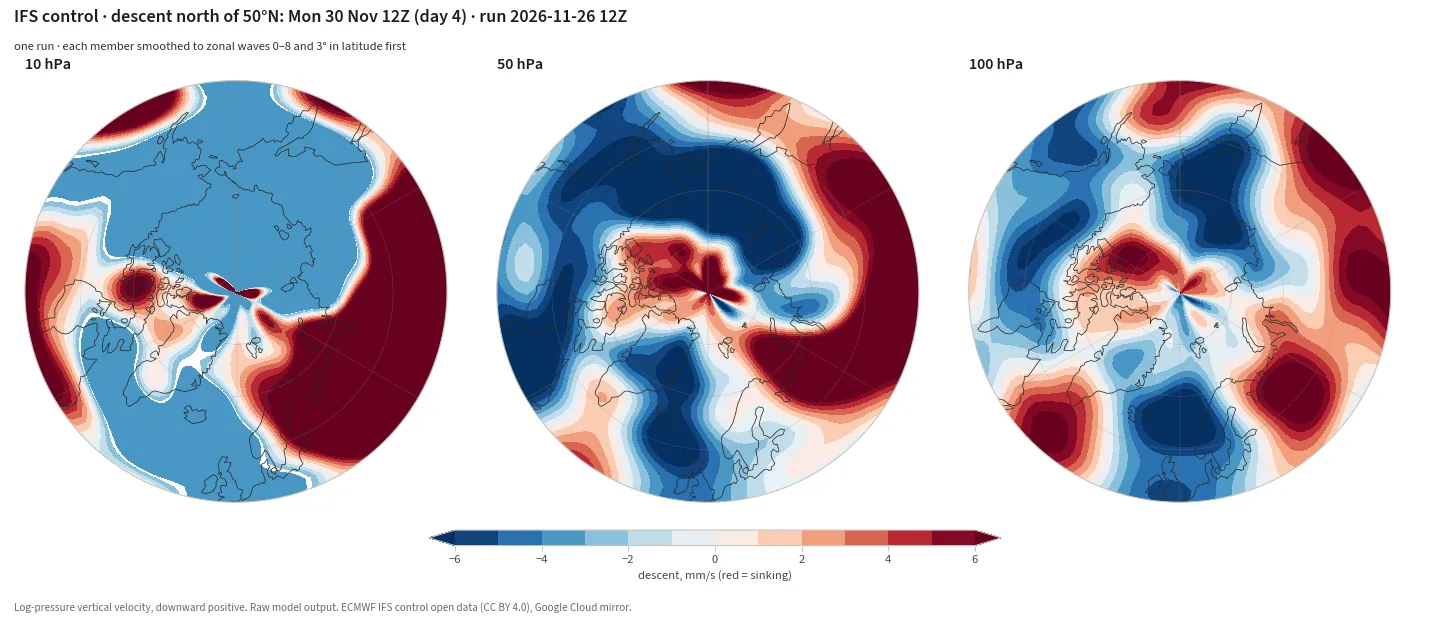 IFS control · descent north of 50°N: Mon 30 Nov 12Z (day 4) · run 2026-11-26 12Z
one run · each member smoothed to zonal waves 0–8 and 3° in latitude first
10 hPa
50 hPa
100 hPa
−6 −4 −2 0 2 4 6
descent, mm/s (red = sinking)
Log-pressure vertical velocity, downward positive. Raw model output. ECMWF IFS control open data (CC BY 4.0), Google Cloud mirror.